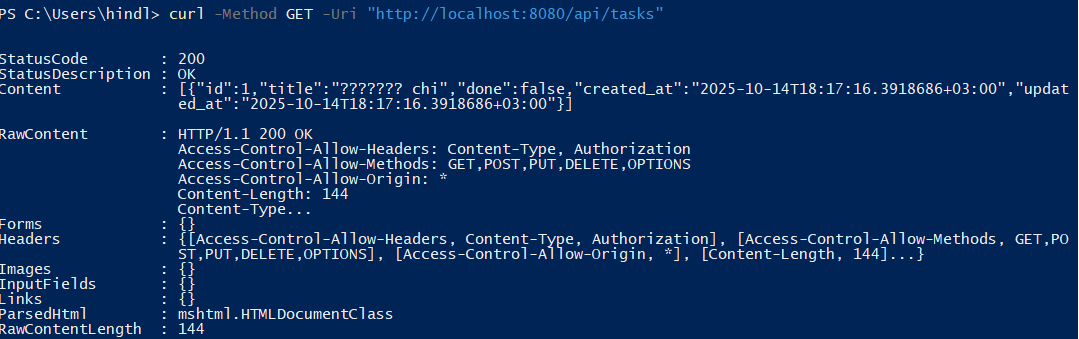 PS C:\Users\hindl> curl -Method GET -Uri "http://localhost:8080/api/tasks"
StatusCode        : 200
StatusDescription : OK
Content           : [{"id":1,"title":"??????? chi","done":false,"created_at":"2025-10-14T18:17:16.3918686+03:00","updat
                    ed_at":"2025-10-14T18:17:16.3918686+03:00"}]
RawContent        : HTTP/1.1 200 OK
                    Access-Control-Allow-Headers: Content-Type, Authorization
                    Access-Control-Allow-Methods: GET,POST,PUT,DELETE,OPTIONS
                    Access-Control-Allow-Origin: *
                    Content-Length: 144
                    Content-Type...
Forms             : {}
Headers           : {[Access-Control-Allow-Headers, Content-Type, Authorization], [Access-Control-Allow-Methods, GET,PO
                    ST,PUT,DELETE,OPTIONS], [Access-Control-Allow-Origin, *], [Content-Length, 144]...}
Images            : {}
InputFields       : {}
Links             : {}
ParsedHtml        : mshtml.HTMLDocumentClass
RawContentLength  : 144